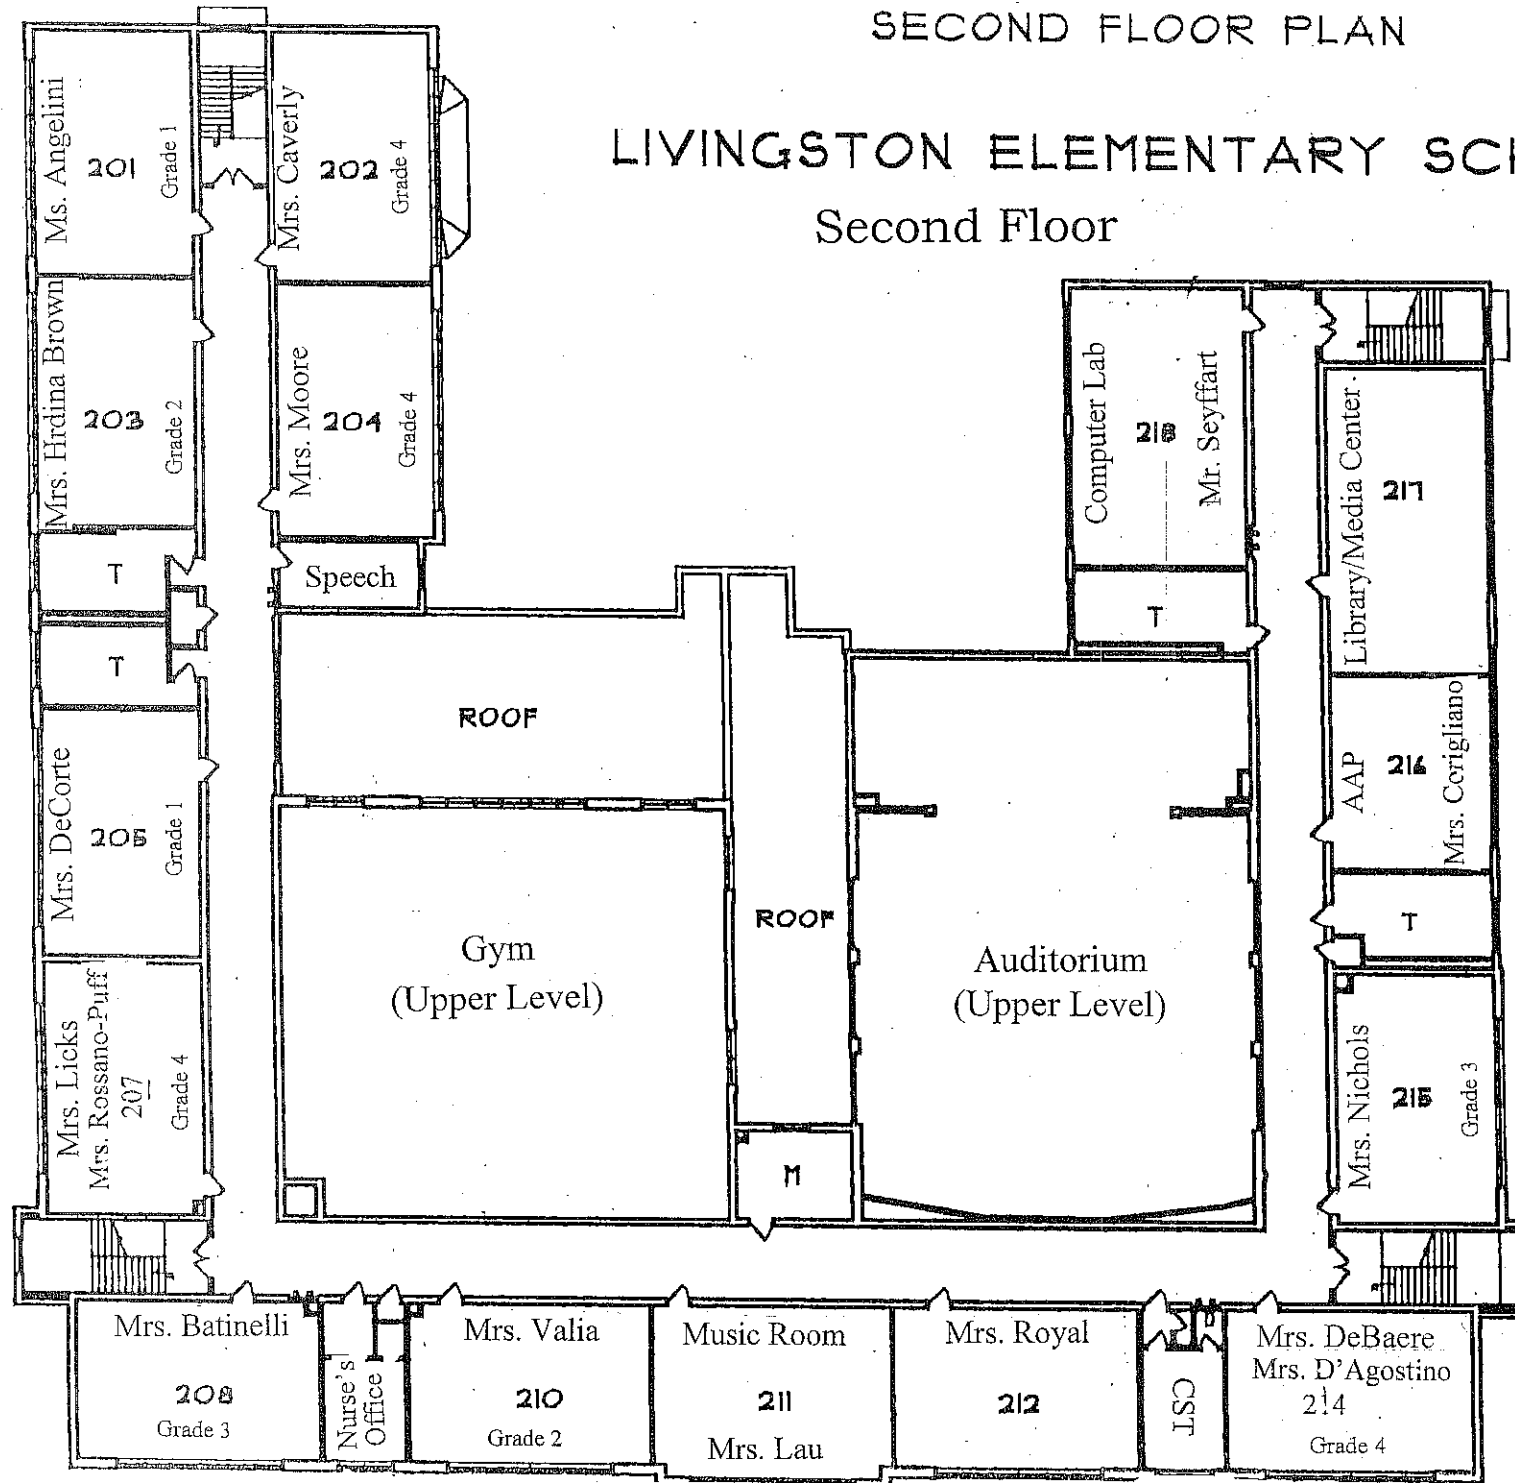 SECOND FLOOR PLAN
LIVINGSTON ELEMENTARY SCH
Second Floor
Ms. Angelini
201
Grade 1
Mrs. Caverly
202
Grade 4
Mrs. Hrdina Brown
203
Grade 2
Mrs. Moore
204
Grade 4
Computer Lab
218
Mr. Seyffart
Library/Media Center
217
T
Speech
T
T
ROOF
Mrs. DeCorte
205
Grade 1
AAP
216
Mrs. Corigliano
ROOF
T
Gym
(Upper Level)
Auditorium
(Upper Level)
Mrs. Licks
Mrs. Rossano-Puff
207
Grade 4
Mrs. Nichols
215
Grade 3
M
Mrs. Batinelli
208
Grade 3
Nurse's
Office
Mrs. Valia
210
Grade 2
Music Room
211
Mrs. Lau
Mrs. Royal
212
CST
Mrs. DeBaere
Mrs. D'Agostino
214
Grade 4